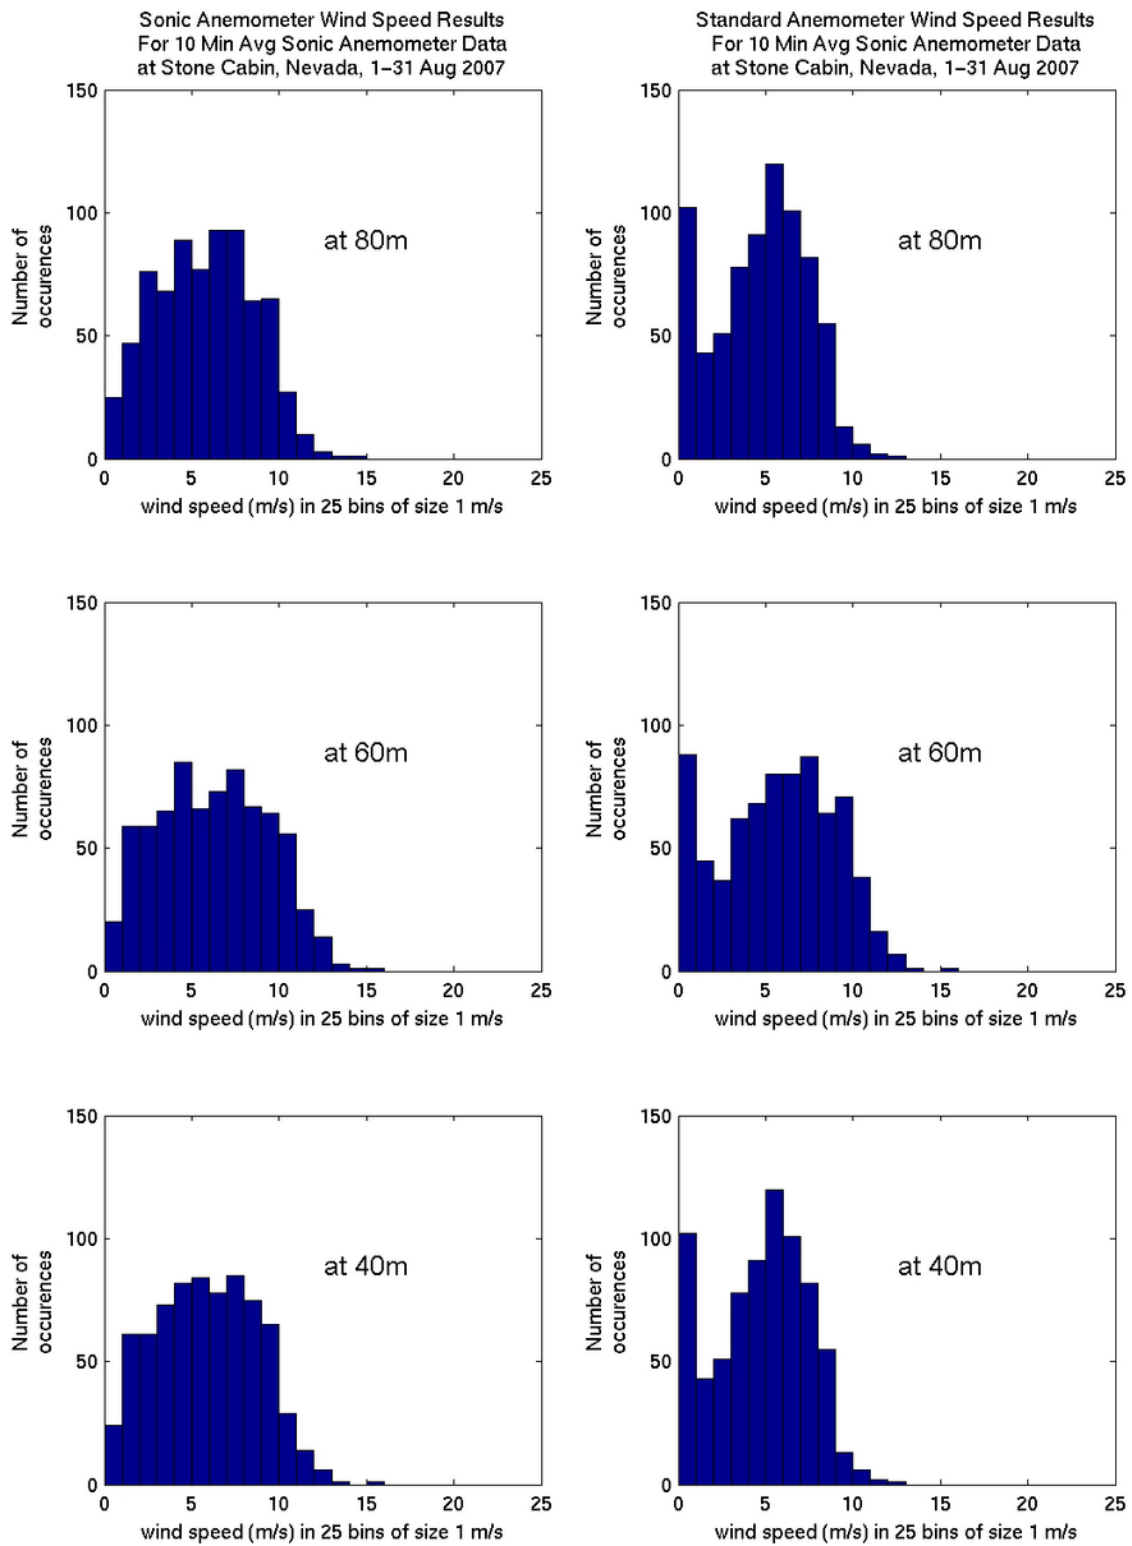 Sonic Anemometer Wind Speed Results
For 10 Min Avg Sonic Anemometer Data
at Stone Cabin, Nevada, 1–31 Aug 2007
150
100
50
0
Number of
occurences
at 80m
0 5 10 15 20 25
wind speed (m/s) in 25 bins of size 1 m/s
Standard Anemometer Wind Speed Results
For 10 Min Avg Sonic Anemometer Data
at Stone Cabin, Nevada, 1–31 Aug 2007
150
100
50
0
Number of
occurences
at 80m
0 5 10 15 20 25
wind speed (m/s) in 25 bins of size 1 m/s
150
100
50
0
Number of
occurences
at 60m
0 5 10 15 20 25
wind speed (m/s) in 25 bins of size 1 m/s
150
100
50
0
Number of
occurences
at 60m
0 5 10 15 20 25
wind speed (m/s) in 25 bins of size 1 m/s
150
100
50
0
Number of
occurences
at 40m
0 5 10 15 20 25
wind speed (m/s) in 25 bins of size 1 m/s
150
100
50
0
Number of
occurences
at 40m
0 5 10 15 20 25
wind speed (m/s) in 25 bins of size 1 m/s